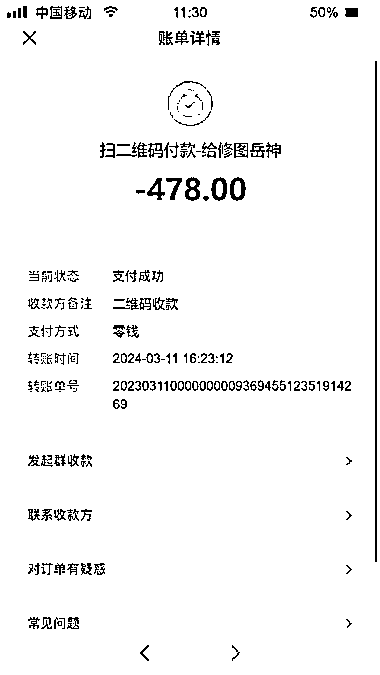 中国移动 11:30 50%
账单详情
扫二维码付款-给修图岳神
-478.00
当前状态 支付成功
收款方备注 二维码收款
支付方式 零钱
转账时间 2024-03-11 16:23:12
转账单号 202303110000000009369455123519142
69
发起群收款
联系收款方
对订单有疑惑
常见问题